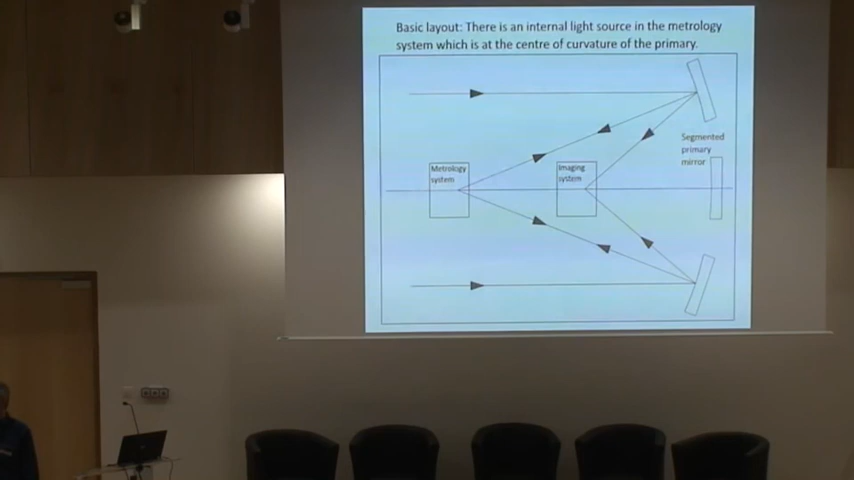 Basic layout: There is an internal light source in the metrology
system which is at the centre of curvature of the primary.
Segmented
primary
mirror
Metrology
system
Imaging
system